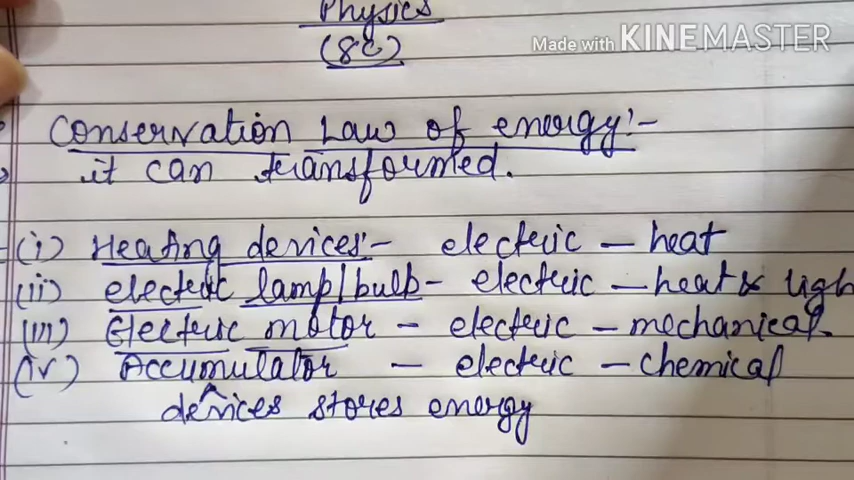 Physics
(8C)
Made with KINEMASTER
Conservation Law of energy:-
it can transformed.
(i) Heating devices:- electric - heat
(ii) electric lamp/bulb - electric - heat & ligh
(iii) Electric motor - electric - mechanical.
(iv) Accumulator - electric - chemical
devices stores energy